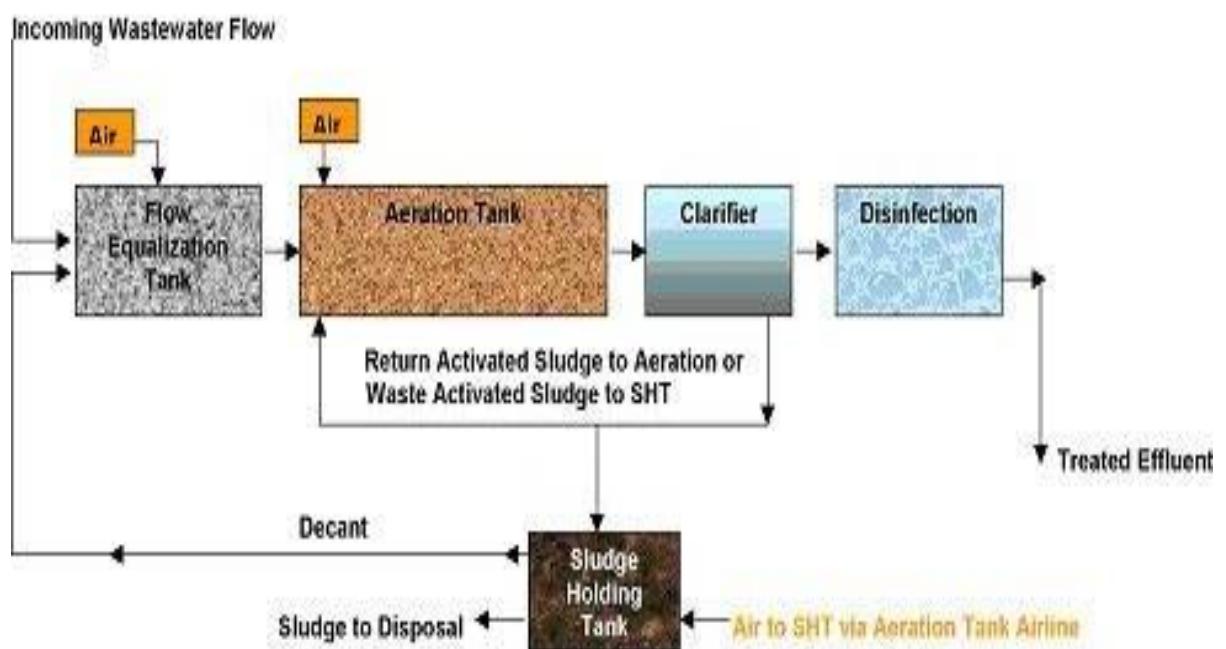 Incoming Wastewater Flow
Air
Air
Flow
Equalization
Tank
Aeration Tank
Clarifier
Disinfection
Return Activated Sludge to Aeration or
Waste Activated Sludge to SHT
Treated Effluent
Decant
Sludge
Holding
Tank
Sludge to Disposal
Air to SHT via Aeration Tank Airline